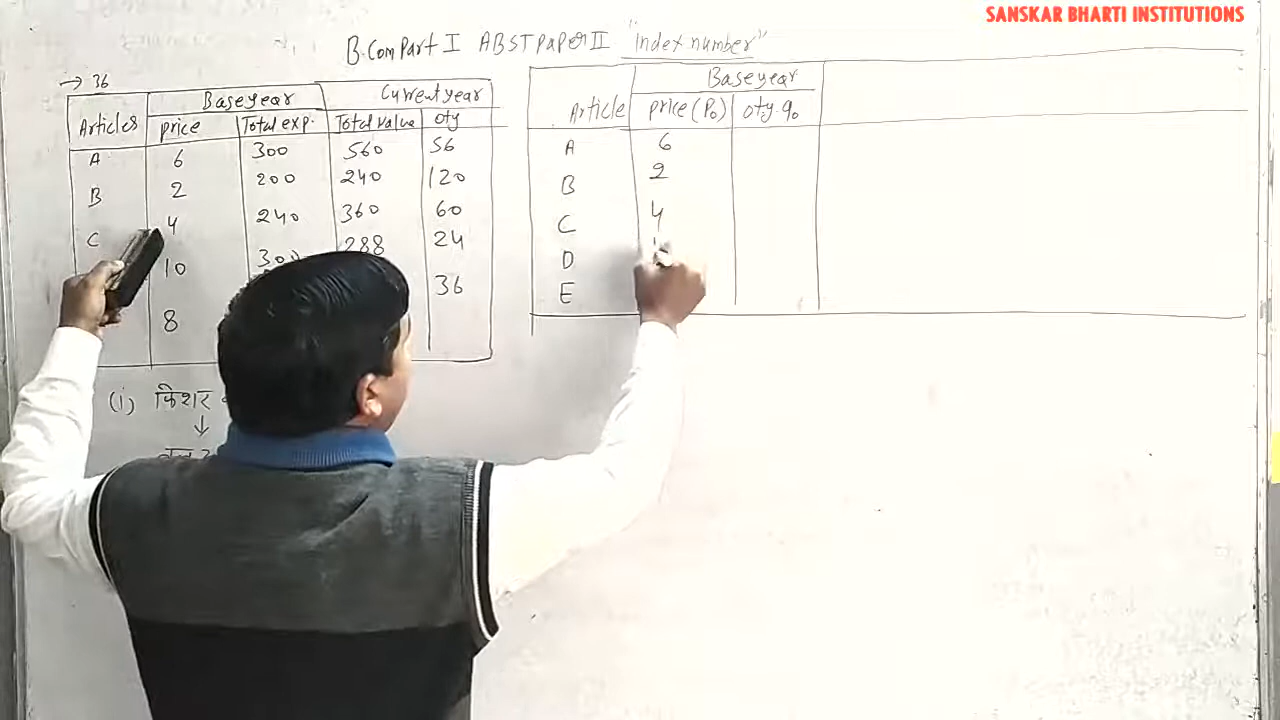 SANSKAR BHARTI INSTITUTIONS
B.Com Part I ABST Paper II "Index number"
→ 36
Articles Base year Current year
price Total exp. Total value Qty
A 6 300 560 56
B 2 200 240 120
C 4 240 360 60
10 300 288 24
8 36
(i) फिशर
↓
Article Base year
price (P₀) Qty. q₀
A 6
B 2
C 4
D
E